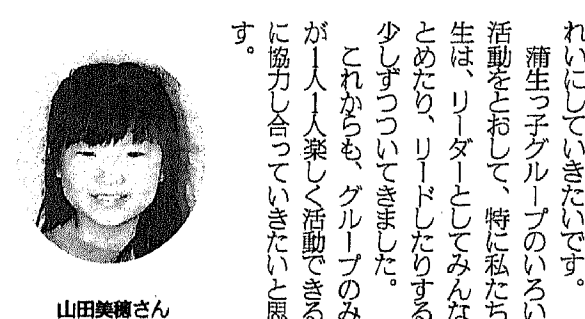 れいにしていきたいです。
蒲生っ子グループのいろい
活動をとおして、特に私たち
生は、リーダーとしてみんな
とめたり、リードしたりする
少しずつついてきました。
これからも、グループのみ
が1人1人楽しく活動できる
に協力し合っていきたいと思
す。
山田美穂さん